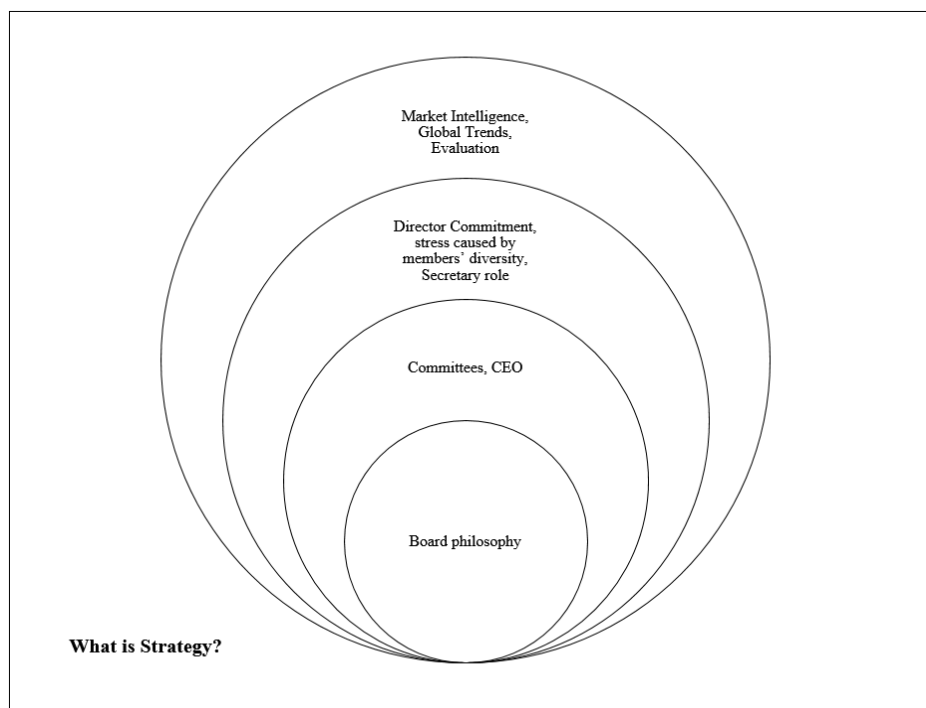 Market Intelligence,
Global Trends,
Evaluation
Director Commitment,
stress caused by
members’ diversity,
Secretary role
Committees, CEO
Board philosophy
What is Strategy?